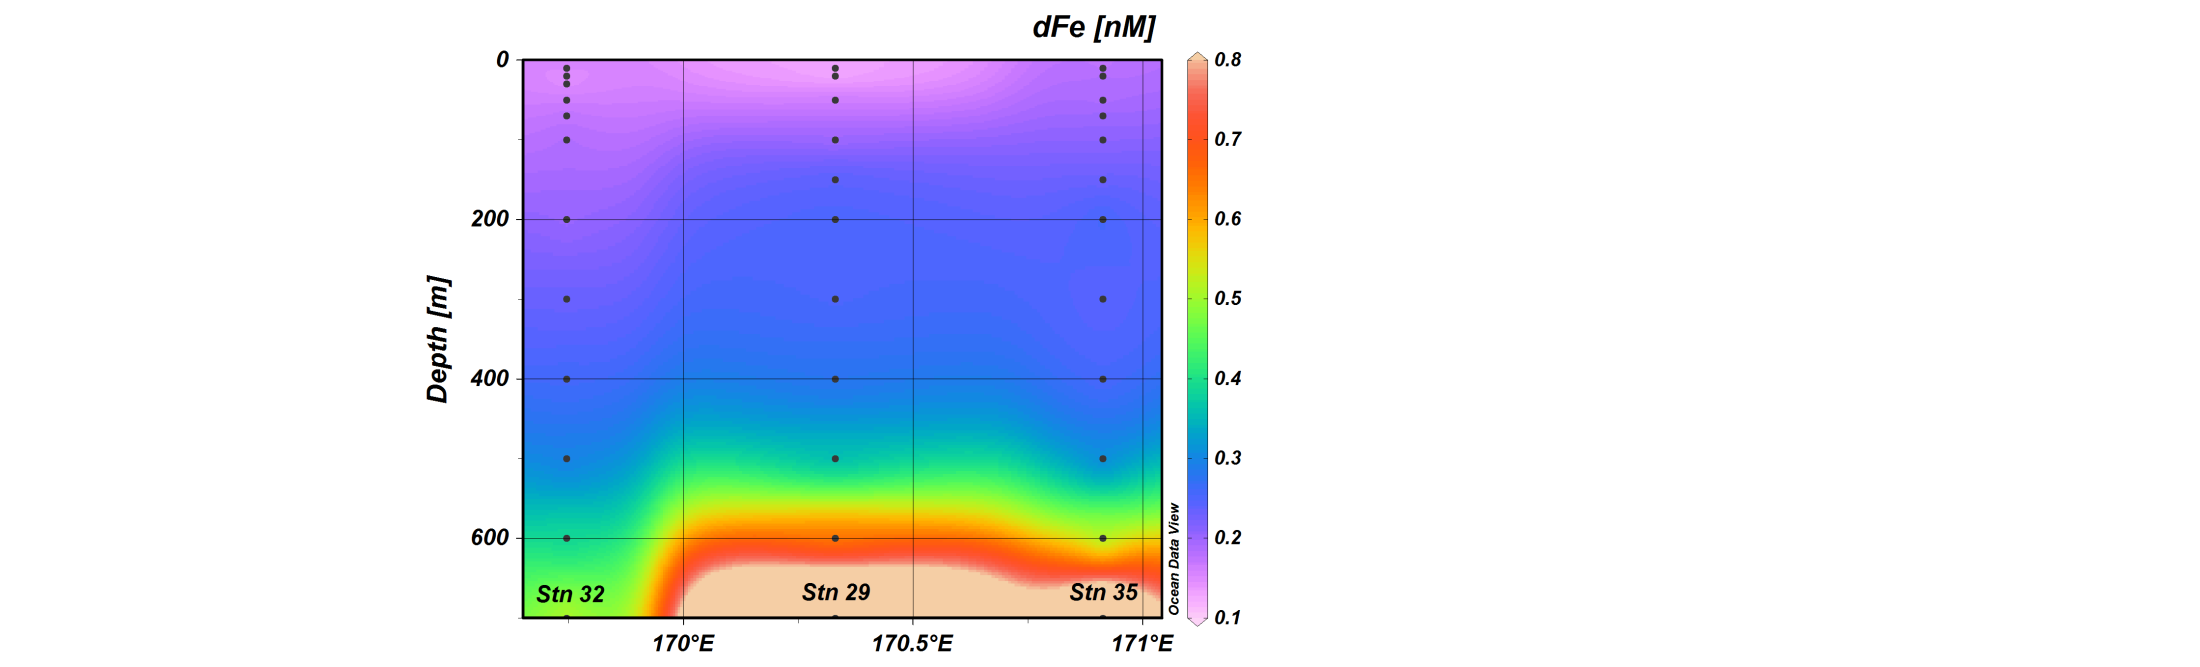 dFe [nM]
0
200
400
600
Depth [m]
Stn 32
Stn 29
Stn 35
170°E
170.5°E
171°E
Ocean Data View
0.8
0.7
0.6
0.5
0.4
0.3
0.2
0.1